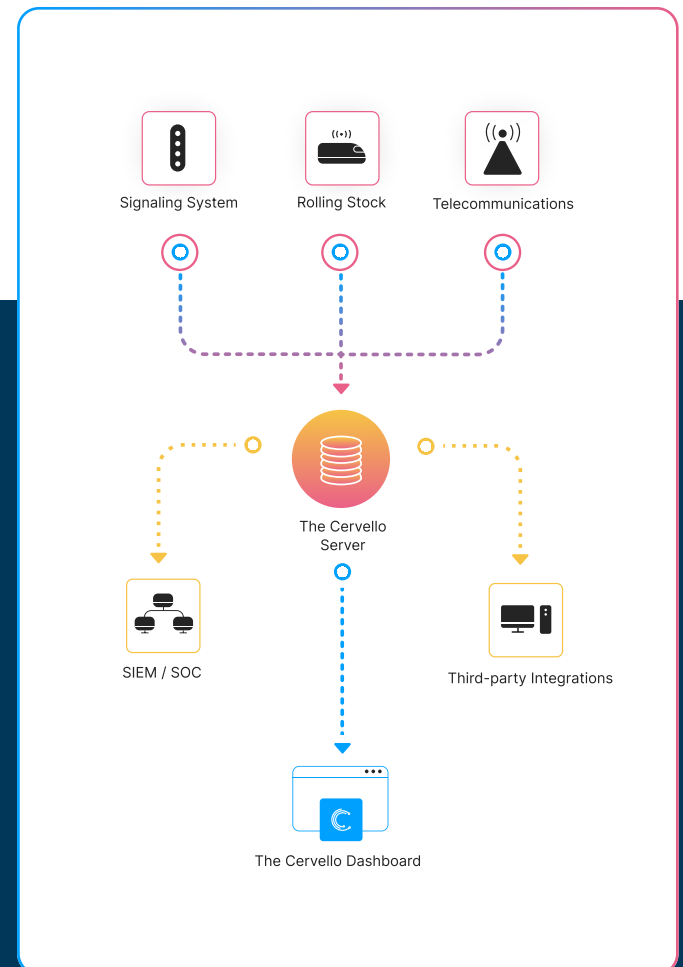 Signaling System
Rolling Stock
Telecommunications
The Cervello
Server
SIEM / SOC
Third-party Integrations
The Cervello Dashboard